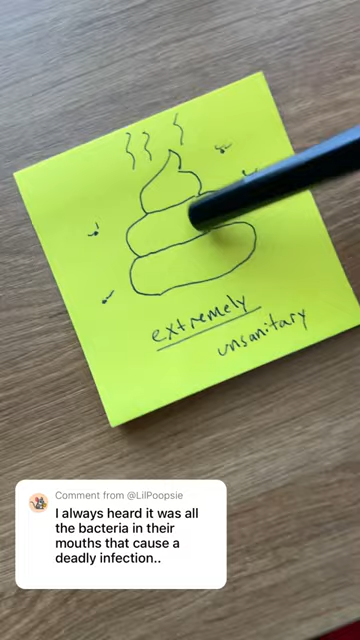 extremely
unsanitary
Comment from @LilPoopsie
I always heard it was all
the bacteria in their
mouths that cause a
deadly infection..